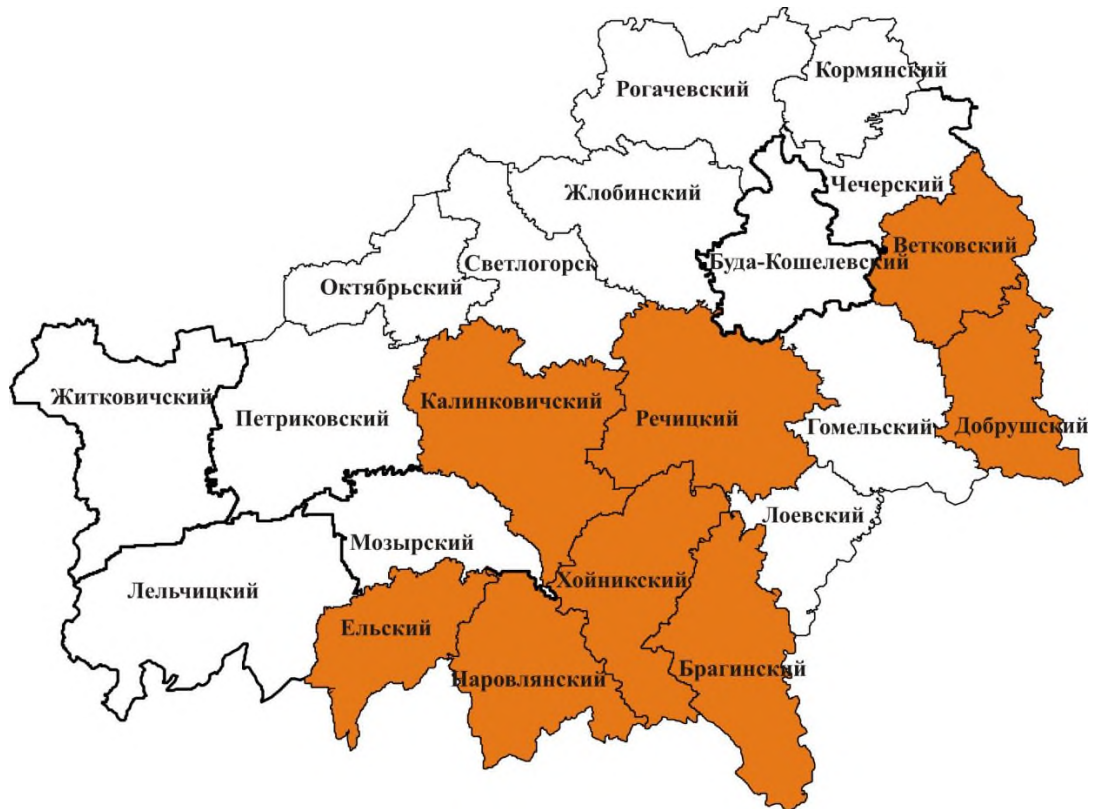 Кормянский
Рогачевский
Чечерский
Жлобинский
Ветковский
Буда-Кошелевский
Светлогорск
Октябрьский
Житковичский
Калинковичский
Петриковский
Речицкий
Гомельский
Добрушский
Лоевский
Мозырский
Хойникский
Лельчицкий
Ельский
Брагинский
Наровлянский